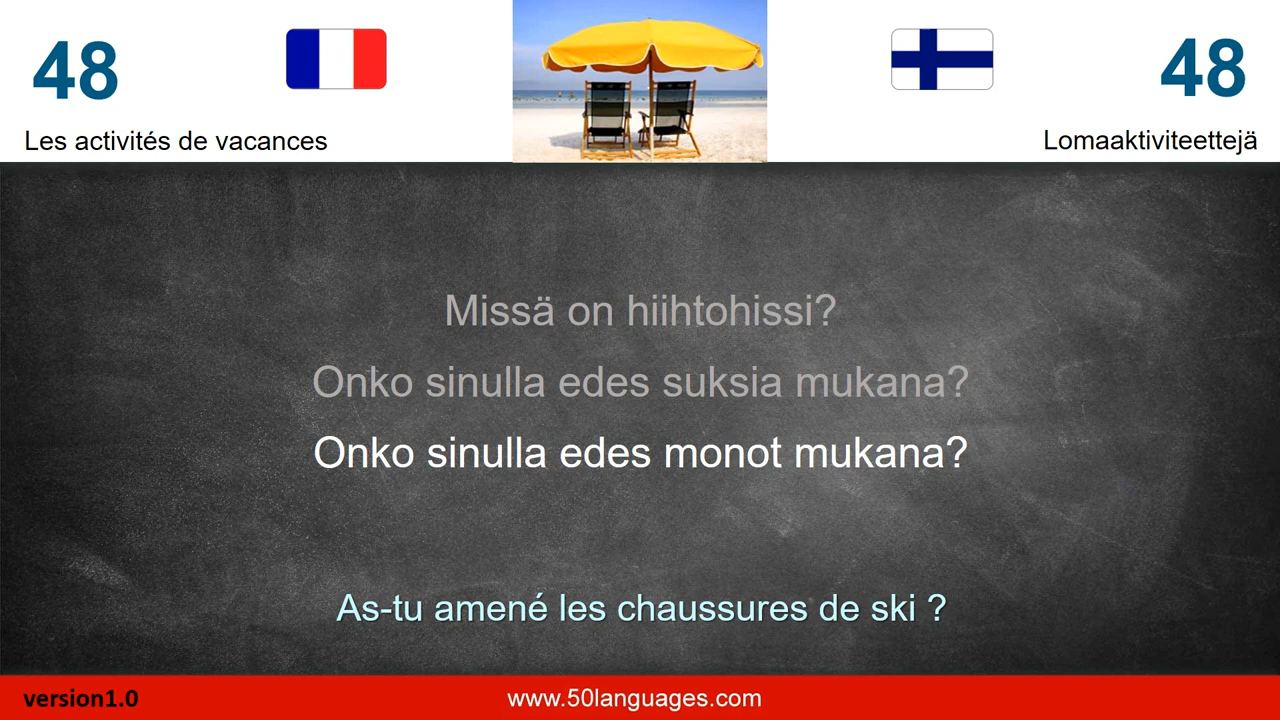 48
48
Les activités de vacances
Lomaaktiviteettejä
Missä on hiihtohissi?
Onko sinulla edes suksia mukana?
Onko sinulla edes monot mukana?
As-tu amené les chaussures de ski ?
version1.0
www.50languages.com